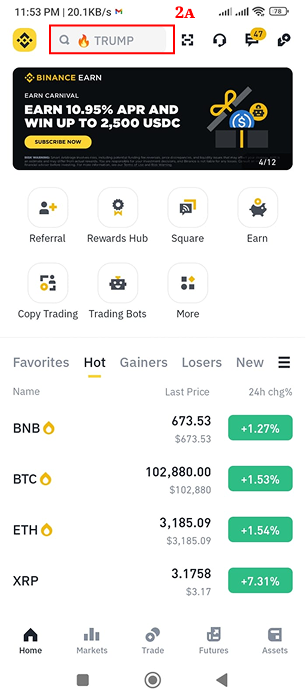 11:53 PM | 20.1KB/s
2A
78
TRUMP
47
BINANCE EARN
EARN CARNIVAL
EARN 10.95% APR AND
WIN UP TO 2,500 USDC
SUBSCRIBE NOW
4/12
Referral
Rewards Hub
Square
Earn
Copy Trading
Trading Bots
More
Favorites Hot Gainers Losers New
Name Last Price 24h chg%
BNB 673.53 +1.27%
$673.53
BTC 102,880.00 +1.53%
$102,880
ETH 3,185.09 +1.54%
$3,185.09
XRP 3.1758 +7.31%
$3.17
Home Markets Trade Futures Assets